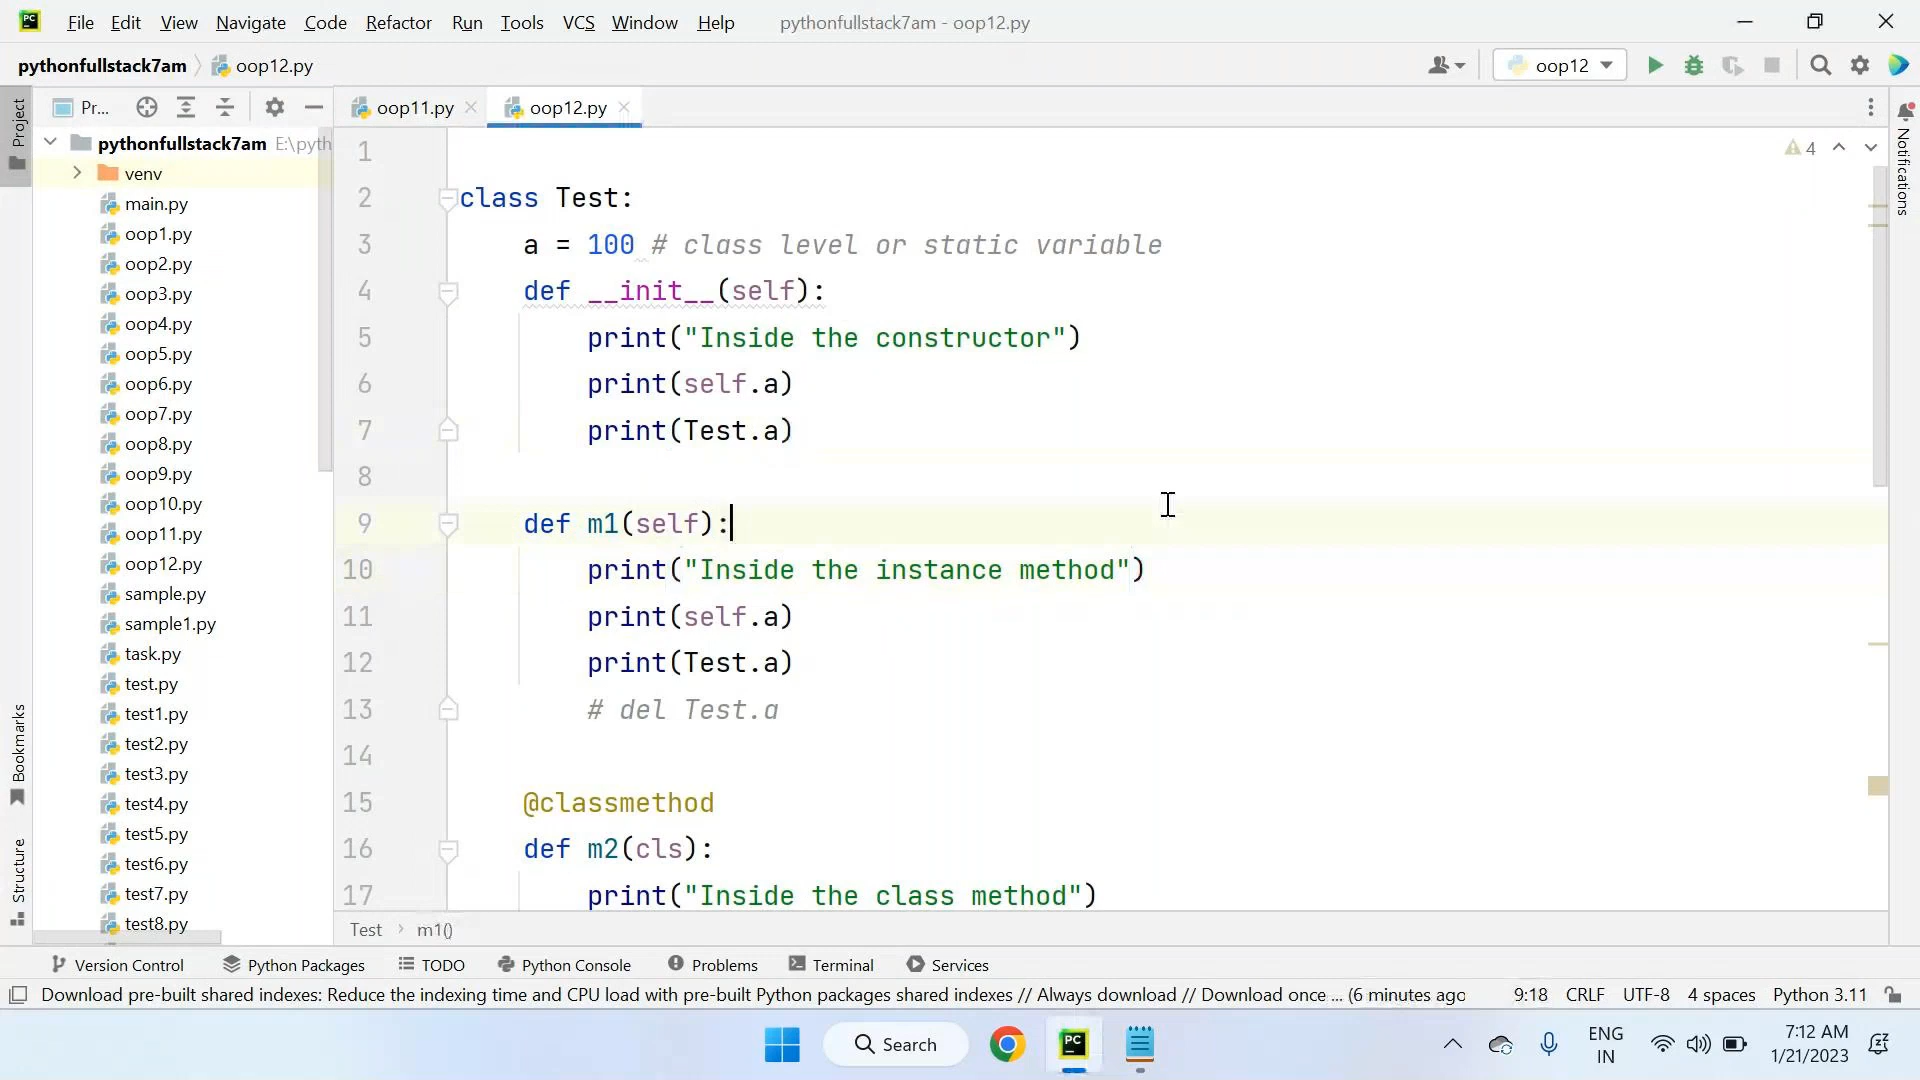 PC File Edit View Navigate Code Refactor Run Tools VCS Window Help pythonfullstack7am - oop12.py
pythonfullstack7am oop12.py oop12
Project
Pr...
oop11.py
oop12.py
Notifications
pythonfullstack7am E:\pyth
venv
main.py
oop1.py
oop2.py
oop3.py
oop4.py
oop5.py
oop6.py
oop7.py
oop8.py
oop9.py
oop10.py
oop11.py
oop12.py
sample.py
sample1.py
task.py
test.py
test1.py
test2.py
test3.py
test4.py
test5.py
test6.py
test7.py
test8.py
Bookmarks
Structure
4
1
2 class Test:
3 a = 100 # class level or static variable
4 def __init__(self):
5 print("Inside the constructor")
6 print(self.a)
7 print(Test.a)
8
9 def m1(self):
10 print("Inside the instance method")
11 print(self.a)
12 print(Test.a)
13 # del Test.a
14
15 @classmethod
16 def m2(cls):
17 print("Inside the class method")
Test m1()
Version Control Python Packages TODO Python Console Problems Terminal Services
Download pre-built shared indexes: Reduce the indexing time and CPU load with pre-built Python packages shared indexes // Always download // Download once ... (6 minutes ago 9:18 CRLF UTF-8 4 spaces Python 3.11
Search
PC
ENG
IN
7:12 AM
1/21/2023